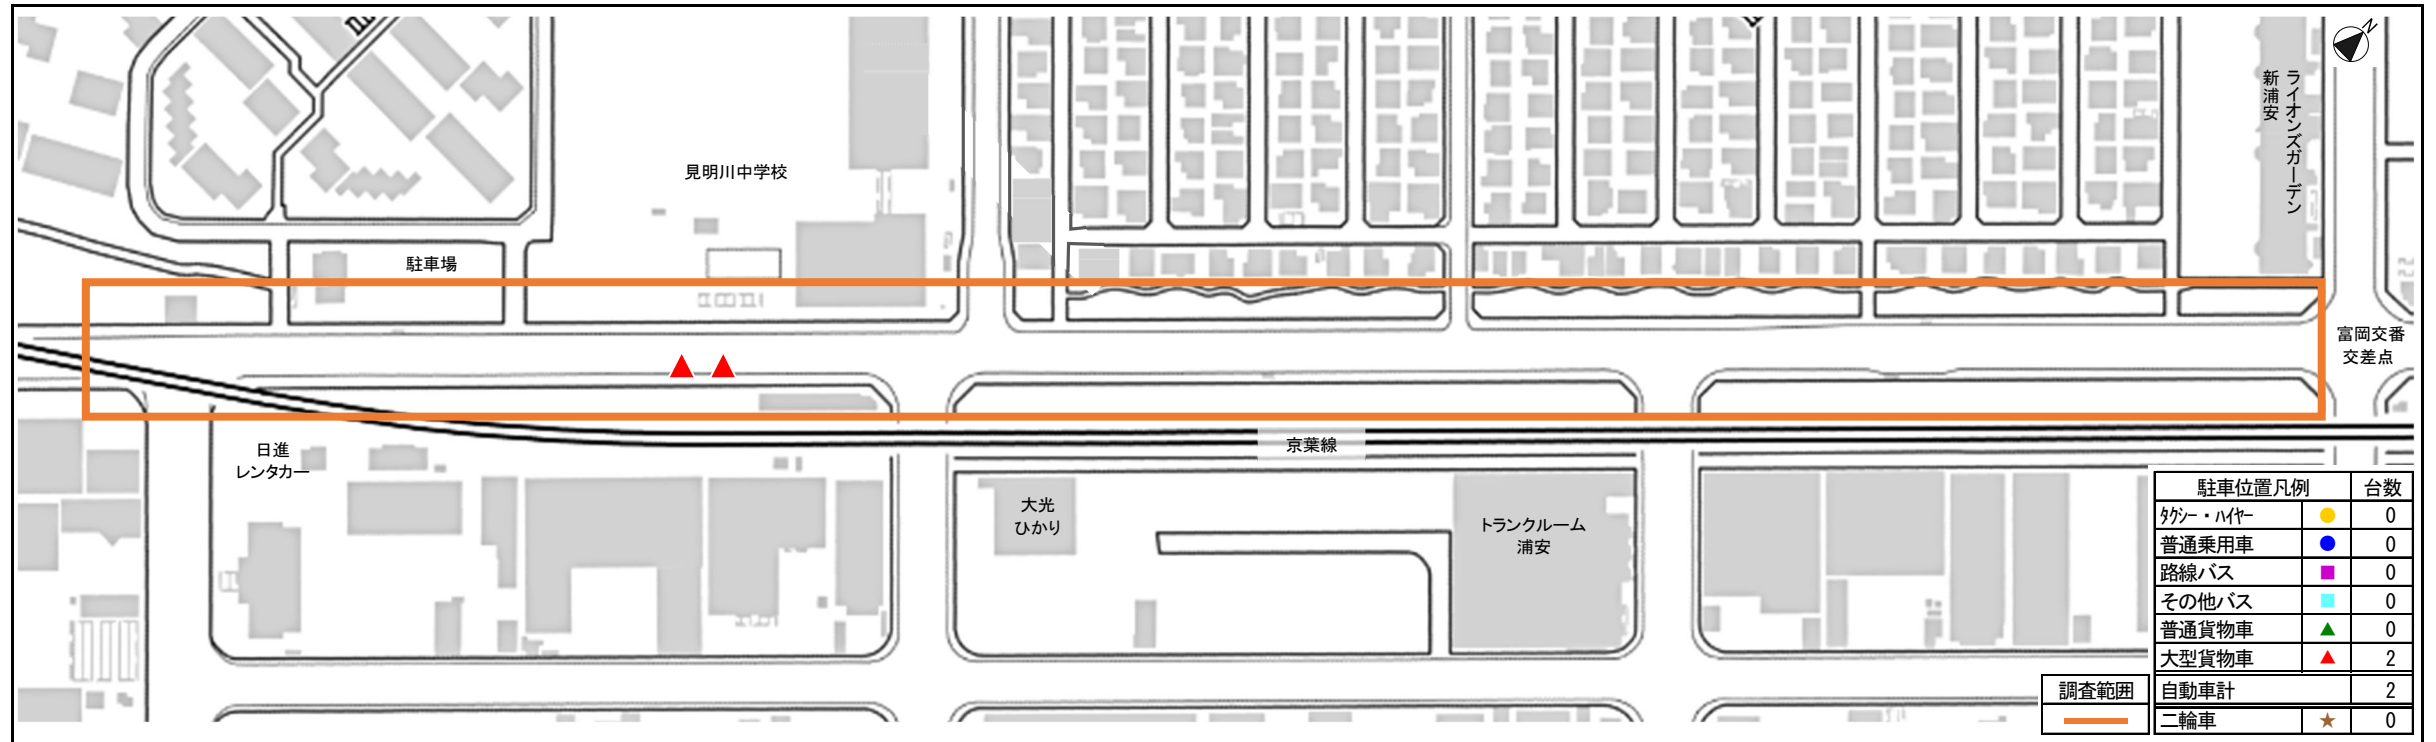 N
ライオンズガーデン
新浦安
見明川中学校
駐車場
富岡交番
交差点
京葉線
日進
レンタカー
大光
ひかり
トランクルーム
浦安
駐車位置凡例 台数
ﾀｸｼｰ・ﾊｲﾔｰ 0
普通乗用車 0
路線バス 0
その他バス 0
普通貨物車 0
大型貨物車 2
調査範囲
自動車計 2
二輪車 0